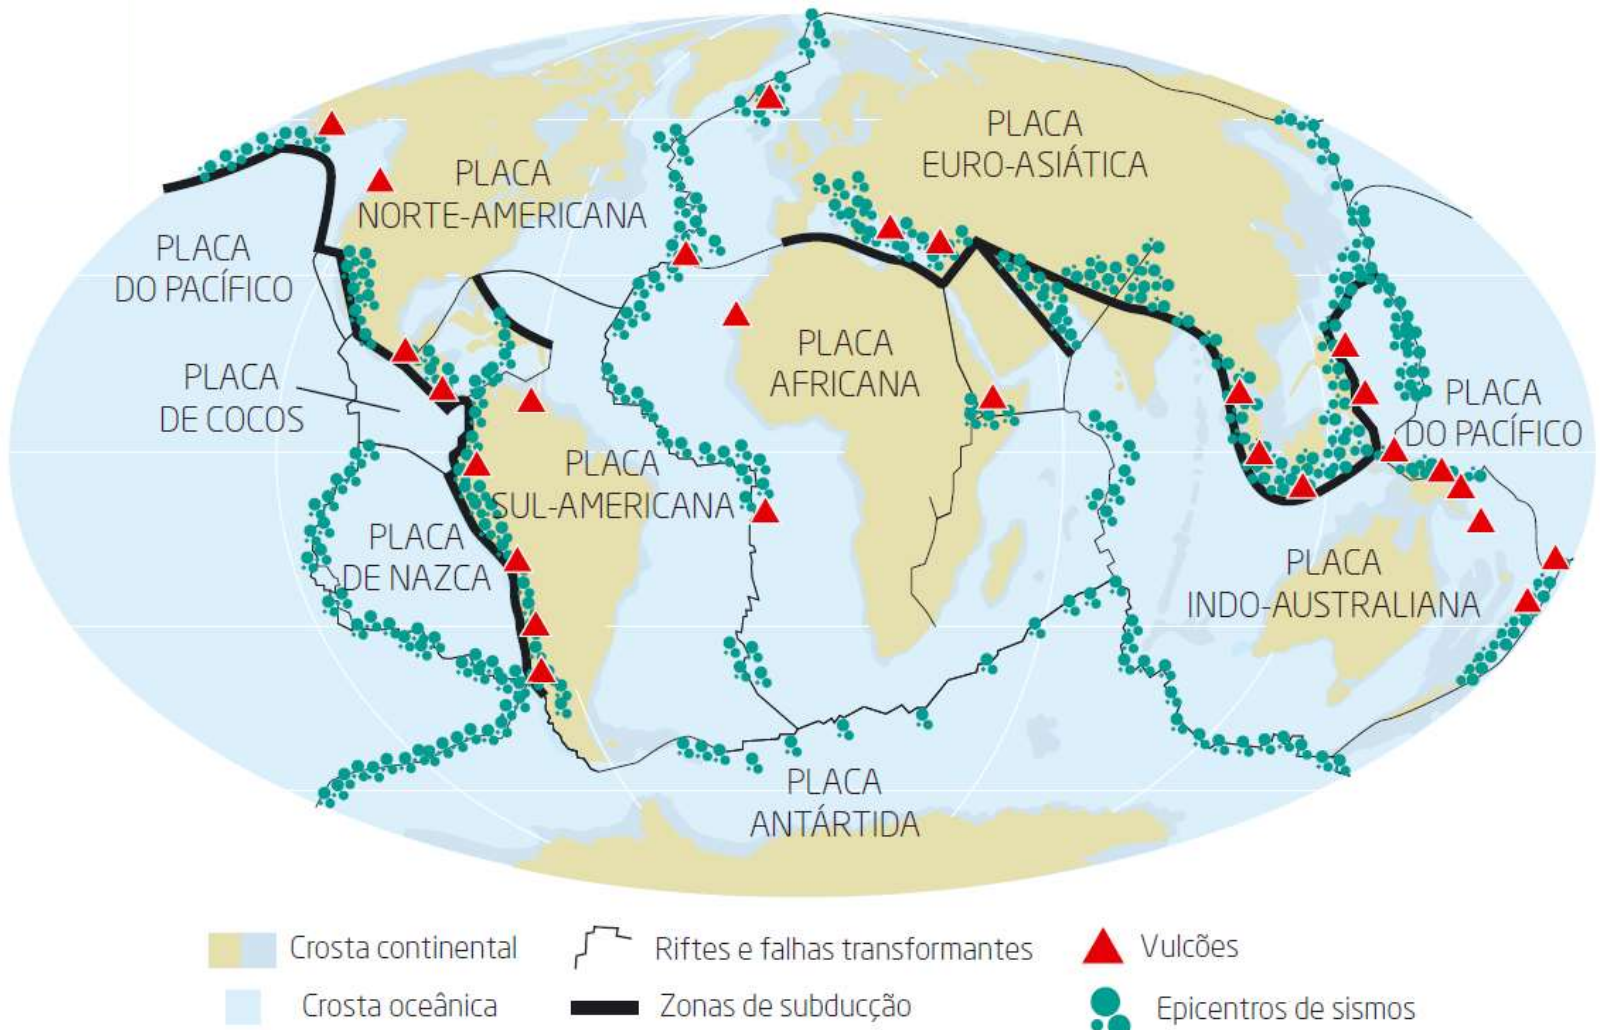 PLACA
EURO-ASIÁTICA
PLACA
NORTE-AMERICANA
PLACA
DO PACÍFICO
PLACA
AFRICANA
PLACA
DE COCOS
PLACA
DO PACÍFICO
PLACA
SUL-AMERICANA
PLACA
DE NAZCA
PLACA
INDO-AUSTRALIANA
PLACA
ANTÁRTIDA
Crosta continental
Riftes e falhas transformantes
Vulcões
Crosta oceânica
Zonas de subducção
Epicentros de sismos